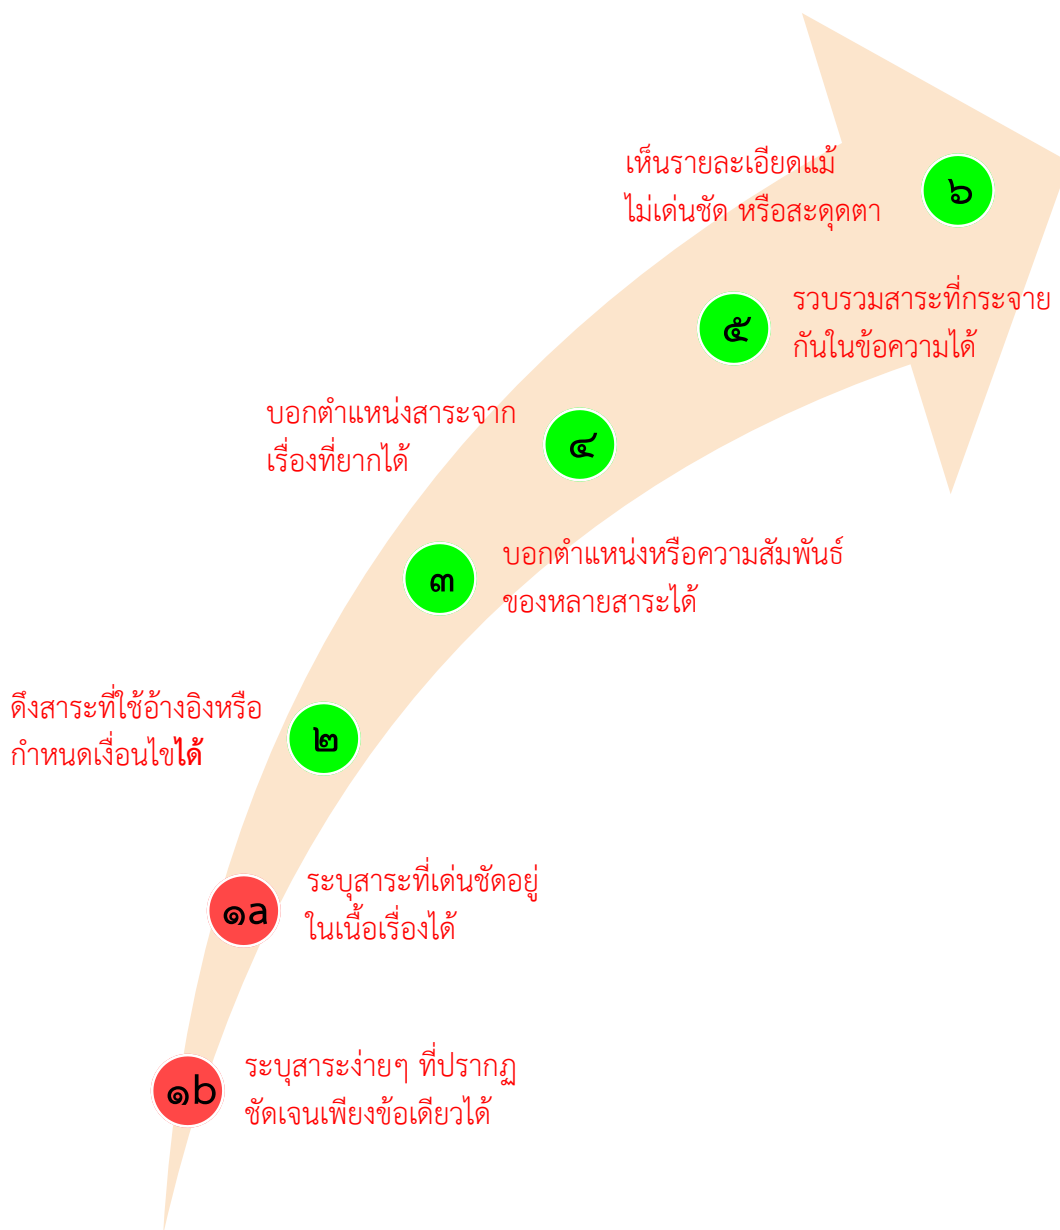 เห็นรายละเอียดแม้
ไม่เด่นชัด หรือสะดุดตา
๖
รวบรวมสาระที่กระจาย
กันในข้อความได้
๕
บอกตำแหน่งสาระจาก
เรื่องที่ยากได้
๔
บอกตำแหน่งหรือความสัมพันธ์
ของหลายสาระได้
๓
ดึงสาระที่ใช้อ้างอิงหรือ
กำหนดเงื่อนไขได้
๒
ระบุสาระที่เด่นชัดอยู่
ในเนื้อเรื่องได้
๑a
ระบุสาระง่ายๆ ที่ปรากฏ
ชัดเจนเพียงข้อเดียวได้
๑b